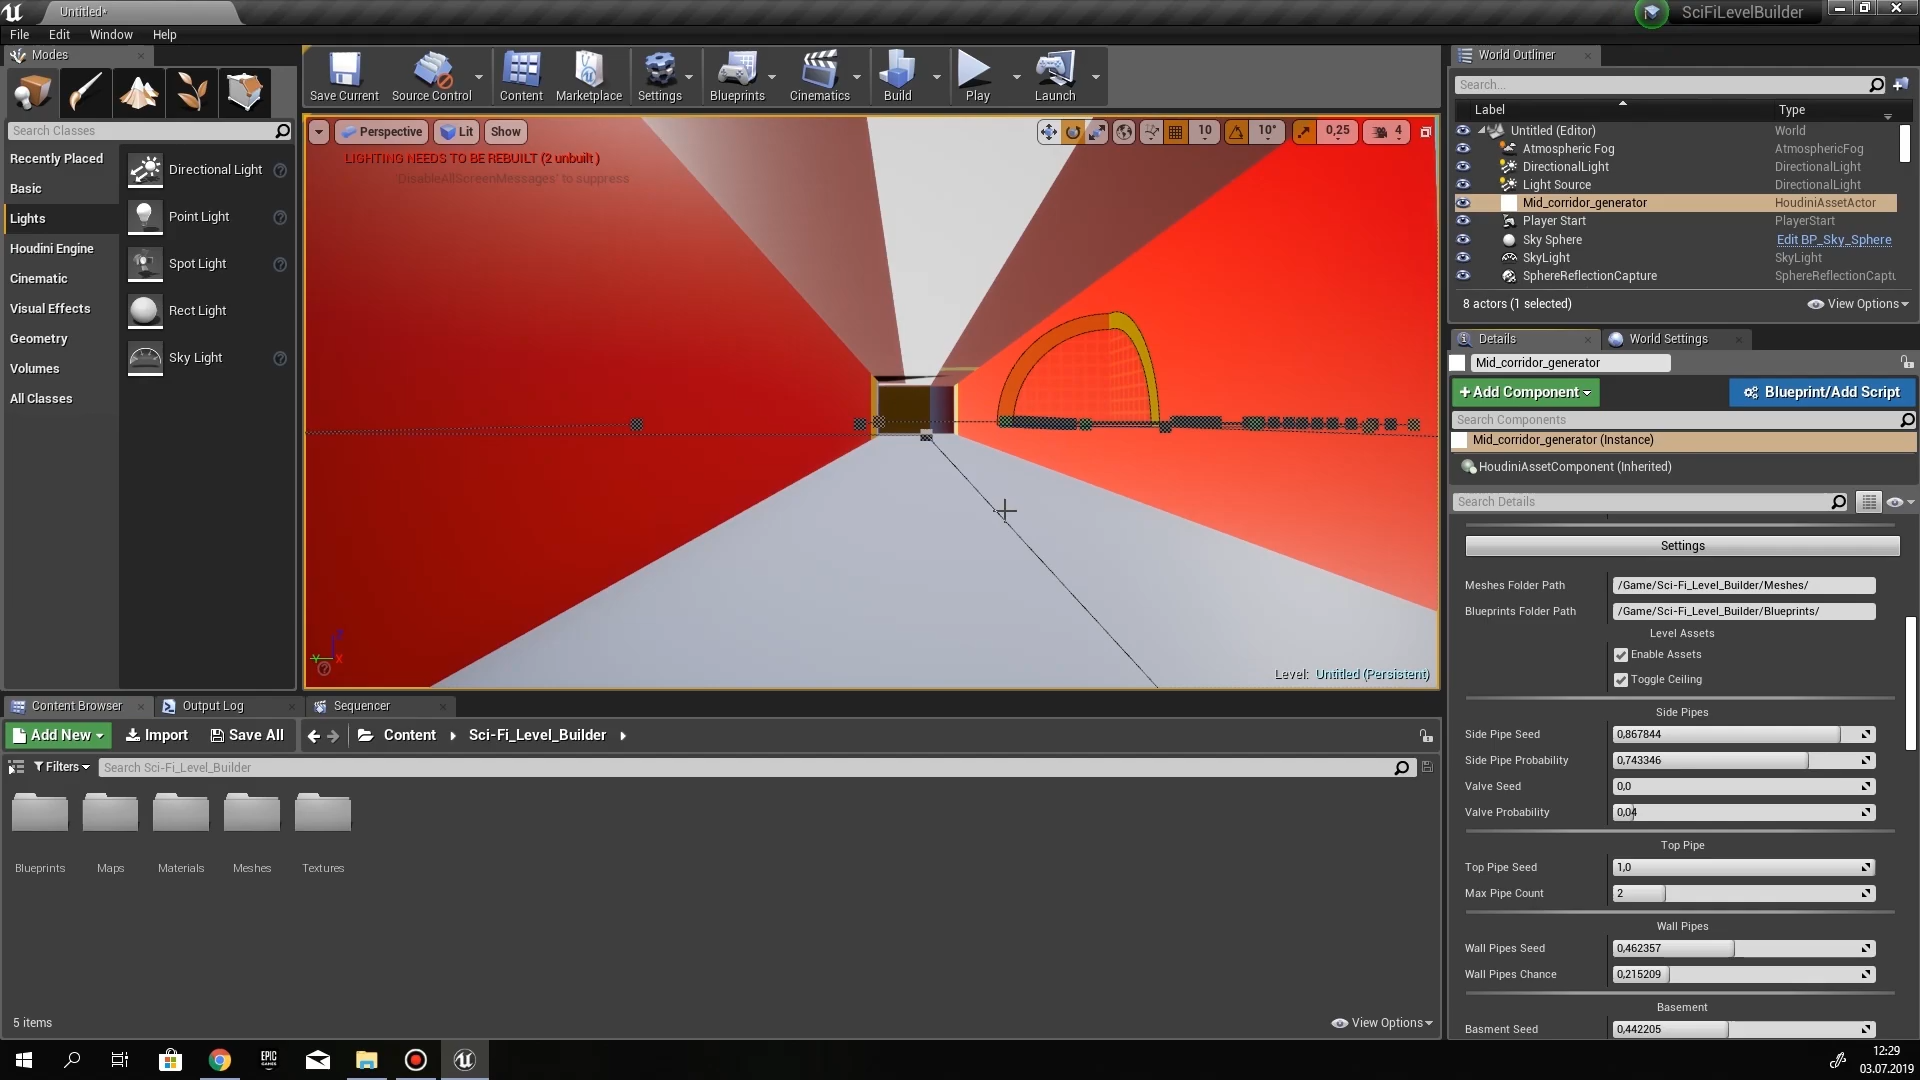 Untitled*
SciFiLevelBuilder
File Edit Window Help
Modes
Search Classes
Recently Placed
Basic
Lights
Houdini Engine
Cinematic
Visual Effects
Geometry
Volumes
All Classes
Directional Light
Point Light
Spot Light
Rect Light
Sky Light
Save Current
Source Control
Content
Marketplace
Settings
Blueprints
Cinematics
Build
Play
Launch
Perspective
Lit
Show
10
10°
0,25
4
LIGHTING NEEDS TO BE REBUILT (2 unbuilt )
'DisableAllScreenMessages' to suppress
Level: Untitled (Persistent)
World Outliner
Search...
Label Type
Untitled (Editor) World
Atmospheric Fog AtmosphericFog
DirectionalLight DirectionalLight
Light Source DirectionalLight
Mid_corridor_generator HoudiniAssetActor
Player Start PlayerStart
Sky Sphere Edit BP_Sky_Sphere
SkyLight SkyLight
SphereReflectionCapture SphereReflectionCaptu
8 actors (1 selected)
View Options
Details
World Settings
Mid_corridor_generator
+Add Component
Blueprint/Add Script
Search Components
Mid_corridor_generator (Instance)
HoudiniAssetComponent (Inherited)
Search Details
Settings
Meshes Folder Path /Game/Sci-Fi_Level_Builder/Meshes/
Blueprints Folder Path /Game/Sci-Fi_Level_Builder/Blueprints/
Level Assets
Enable Assets
Toggle Ceiling
Side Pipes
Side Pipe Seed 0,867844
Side Pipe Probability 0,743346
Valve Seed 0,0
Valve Probability 0,04
Top Pipe
Top Pipe Seed 1,0
Max Pipe Count 2
Wall Pipes
Wall Pipes Seed 0,462357
Wall Pipes Chance 0,215209
Basement
Basment Seed 0,442205
Content Browser
Output Log
Sequencer
Add New
Import
Save All
Content
Sci-Fi_Level_Builder
Filters
Search Sci-Fi_Level_Builder
Blueprints
Maps
Materials
Meshes
Textures
5 items
View Options
EPIC
GAMES
12:29
03.07.2019